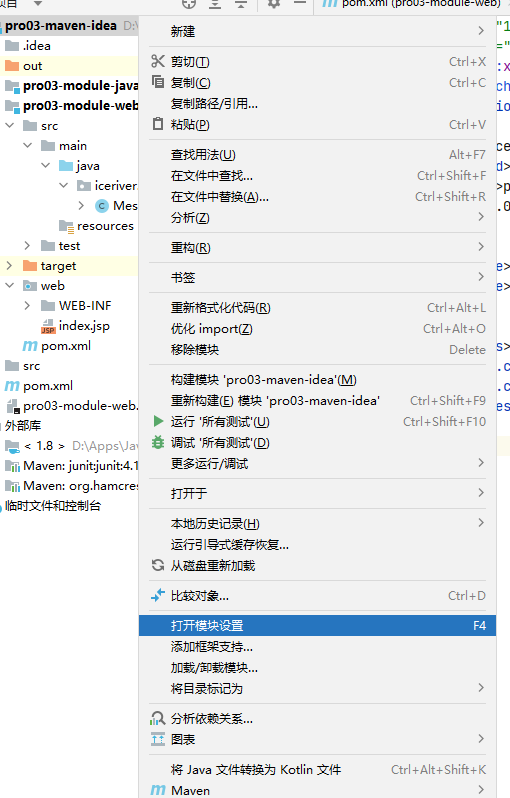 项目
pom.xml (pro03-module-web)
pro03-maven-idea D:\
.idea
out
pro03-module-java
pro03-module-web
src
main
java
iceriver.
Mes
resources
test
target
web
WEB-INF
index.jsp
pom.xml
src
pom.xml
pro03-module-web.
外部库
< 1.8 > D:\Apps\Jav
Maven: junit:junit:4.1
Maven: org.hamcres
临时文件和控制台
新建
剪切(T) Ctrl+X
复制(C) Ctrl+C
复制路径/引用...
粘贴(P) Ctrl+V
查找用法(U) Alt+F7
在文件中查找... Ctrl+Shift+F
在文件中替换(A)... Ctrl+Shift+R
分析(Z)
重构(R)
书签
重新格式化代码(R) Ctrl+Alt+L
优化 import(Z) Ctrl+Alt+O
移除模块 Delete
构建模块 'pro03-maven-idea'(M)
重新构建(E) 模块 'pro03-maven-idea' Ctrl+Shift+F9
运行 '所有测试'(U) Ctrl+Shift+F10
调试 '所有测试'(D)
更多运行/调试
打开于
本地历史记录(H)
运行引导式缓存恢复...
从磁盘重新加载
比较对象... Ctrl+D
打开模块设置 F4
添加框架支持...
加载/卸载模块...
将目录标记为
分析依赖关系...
图表
将 Java 文件转换为 Kotlin 文件 Ctrl+Alt+Shift+K
Maven